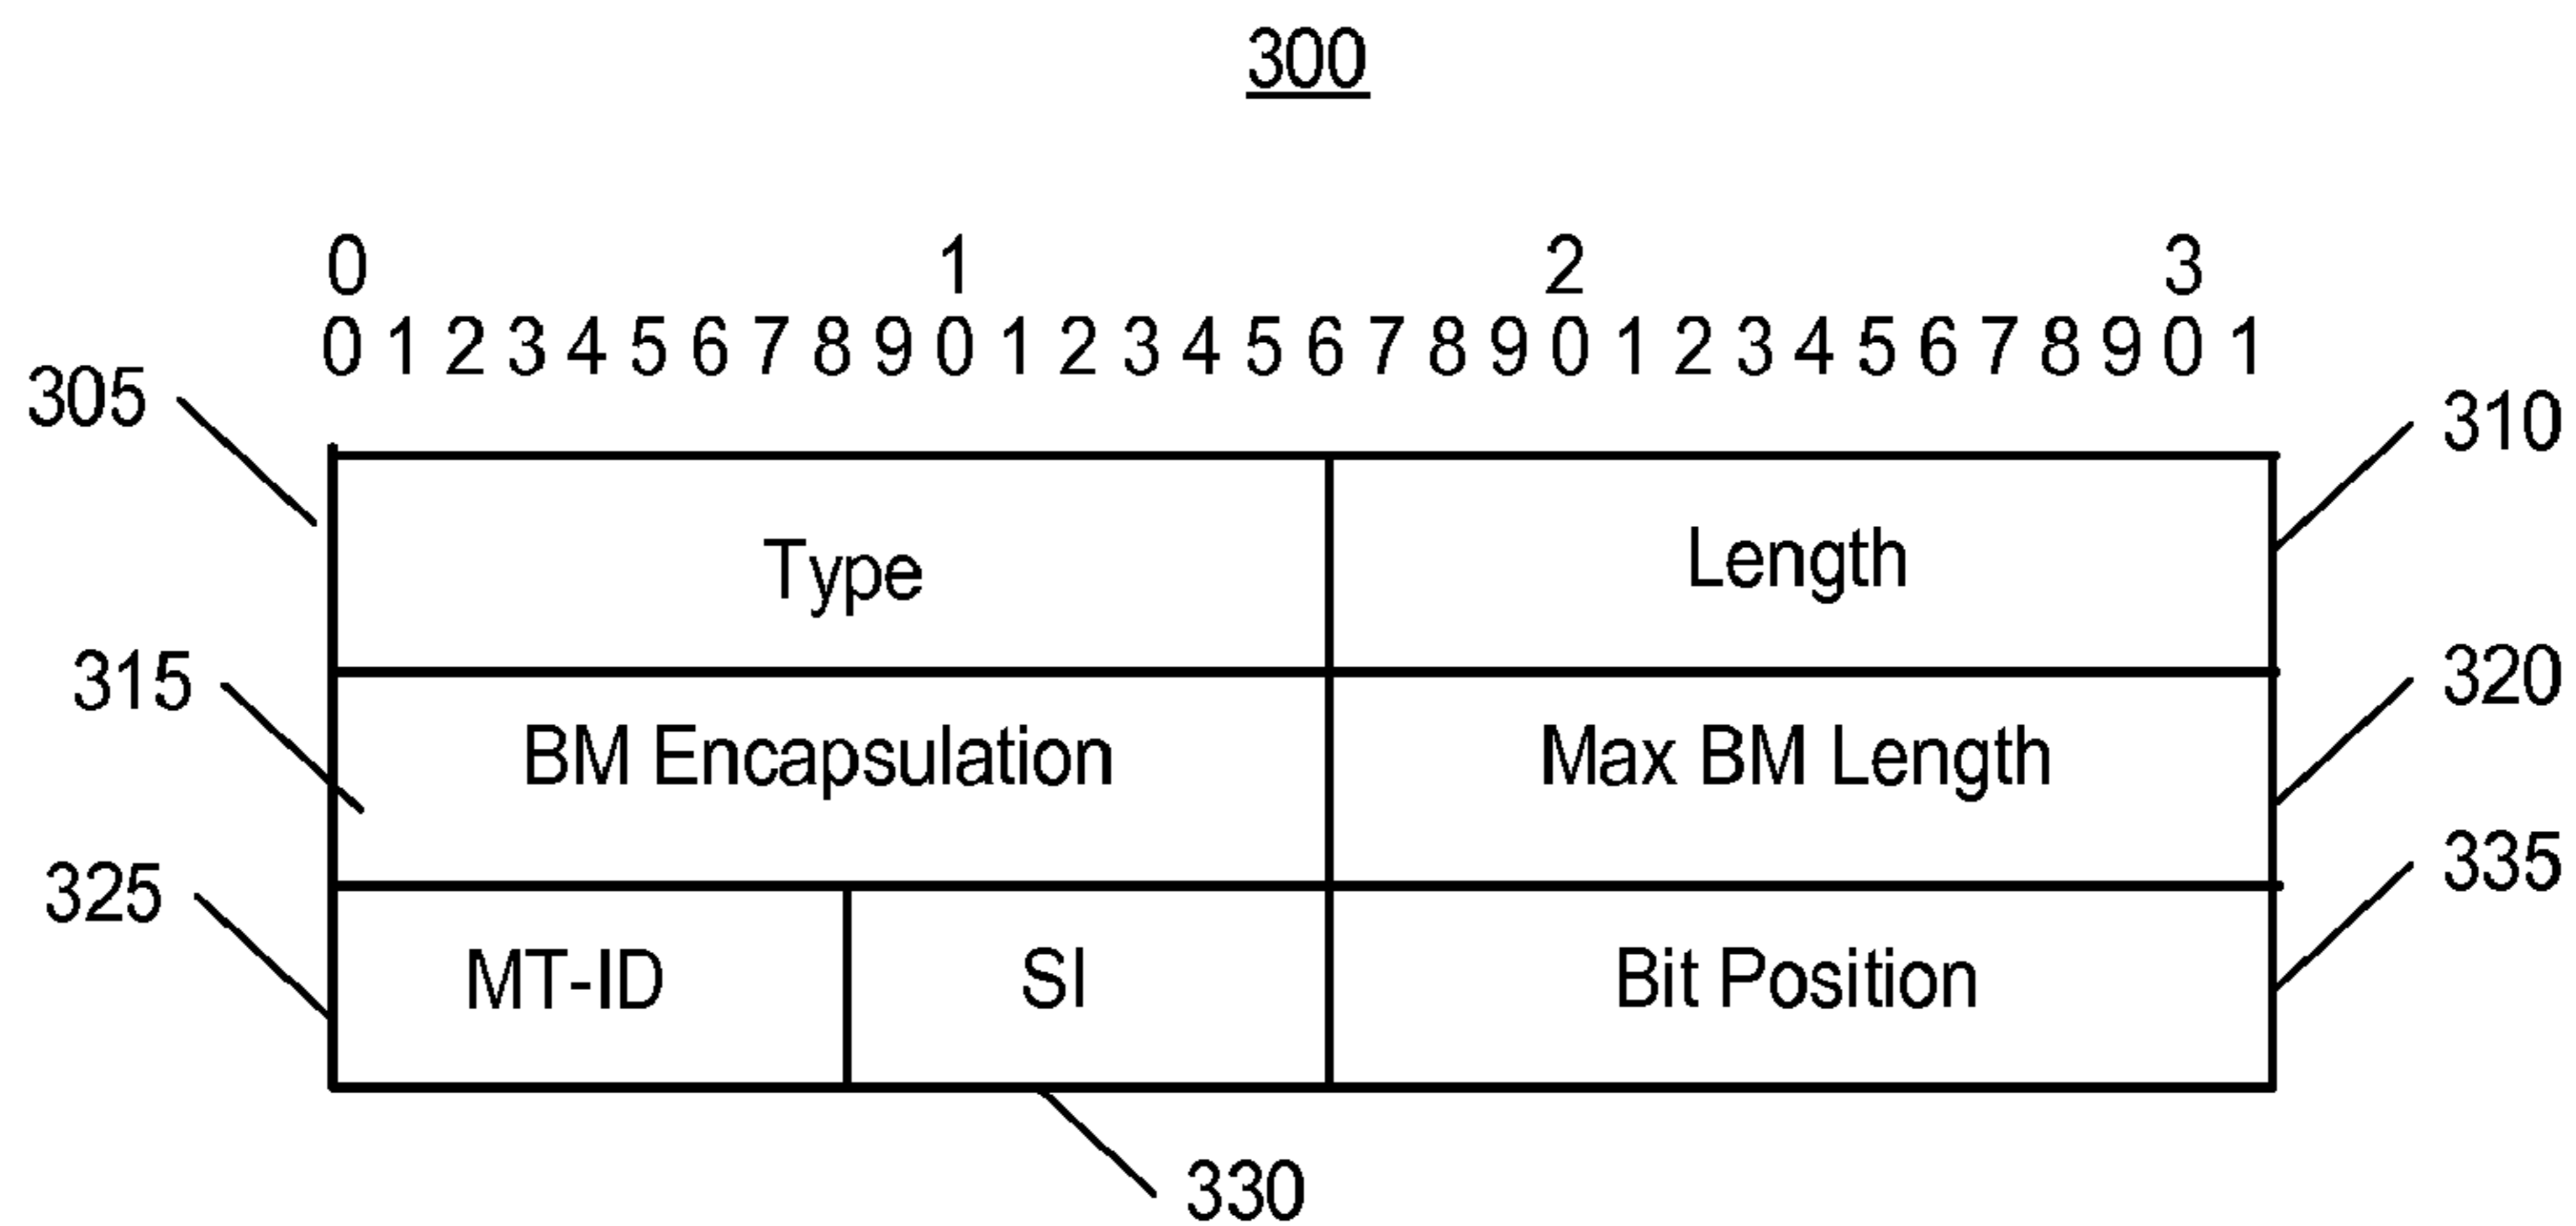 300
0 1 2 3
0 1 2 3 4 5 6 7 8 9 0 1 2 3 4 5 6 7 8 9 0 1 2 3 4 5 6 7 8 9 0 1
305
310
Type Length
315
320
BM Encapsulation Max BM Length
325
335
MT-ID SI Bit Position
330